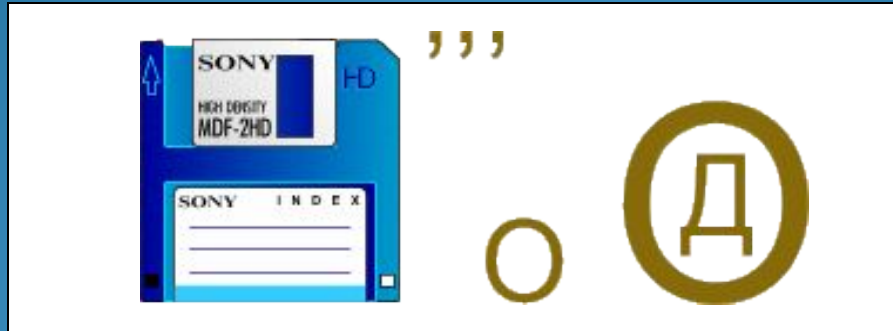 SONY
HD
HIGH DENSITY
MDF-2HD
SONY INDEX
,,,
о
О
Д